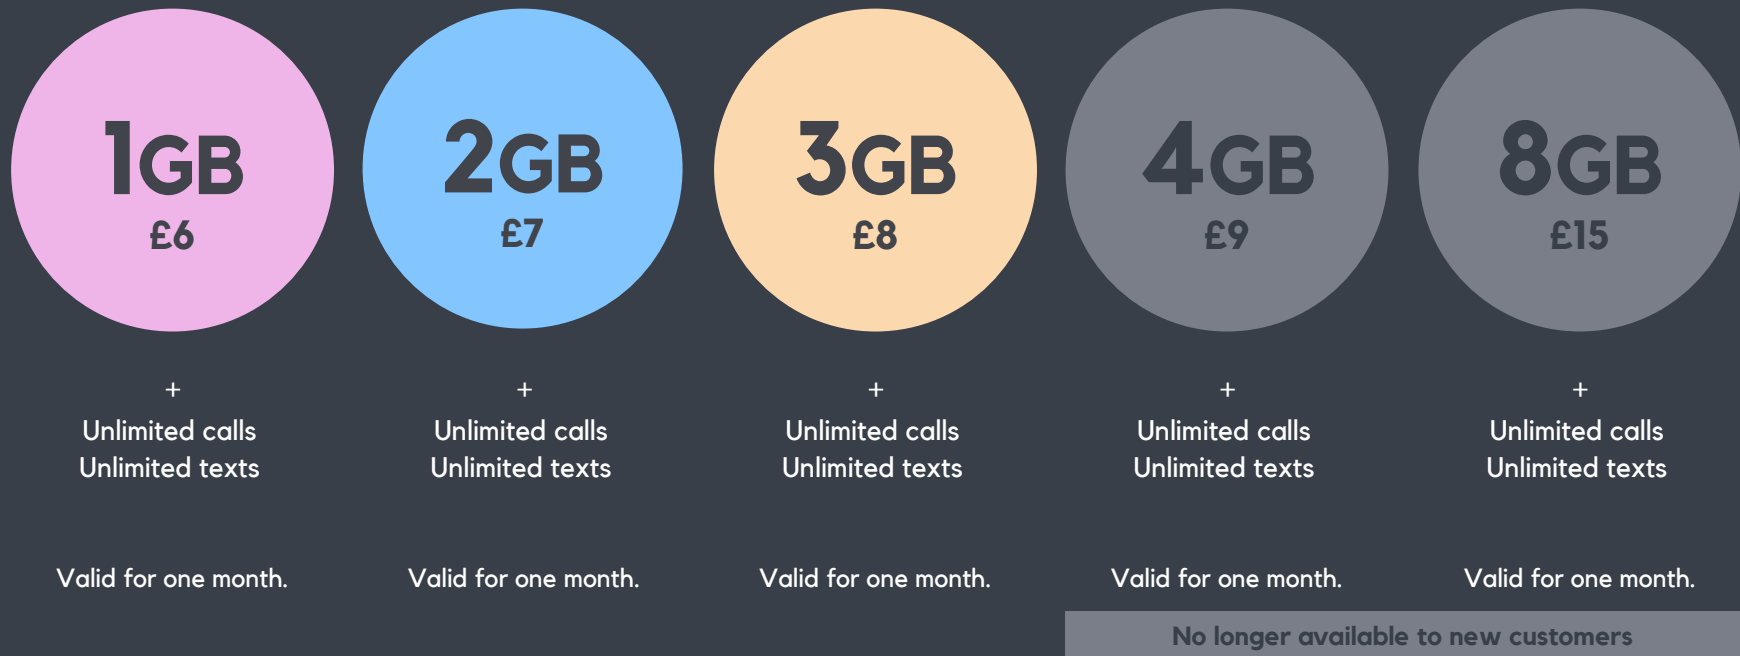 1GB
£6
+
Unlimited calls
Unlimited texts
Valid for one month.
2GB
£7
+
Unlimited calls
Unlimited texts
Valid for one month.
3GB
£8
+
Unlimited calls
Unlimited texts
Valid for one month.
4GB
£9
+
Unlimited calls
Unlimited texts
Valid for one month.
8GB
£15
+
Unlimited calls
Unlimited texts
Valid for one month.
No longer available to new customers